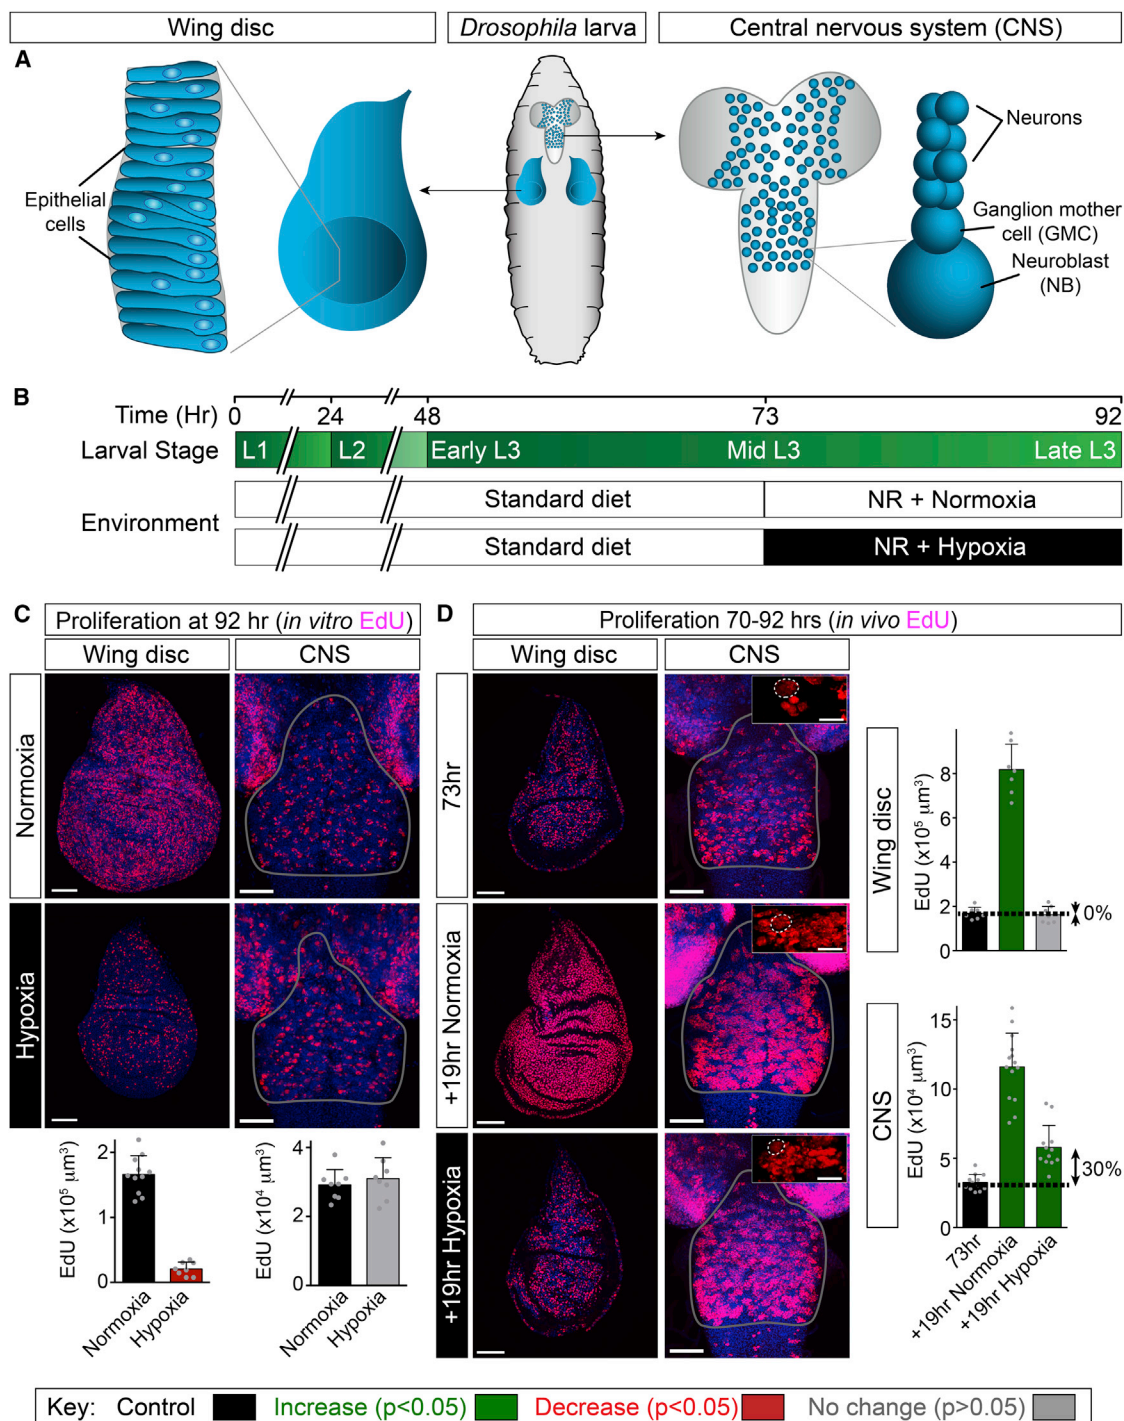 Wing disc
Drosophila larva
Central nervous system (CNS)
A
Epithelial
cells
Neurons
Ganglion mother
cell (GMC)
Neuroblast
(NB)
B
Time (Hr)
0
24
48
73
92
Larval Stage
L1
L2
Early L3
Mid L3
Late L3
Environment
Standard diet
NR + Normoxia
Standard diet
NR + Hypoxia
C
Proliferation at 92 hr (in vitro EdU)
Wing disc
CNS
Normoxia
Hypoxia
EdU (x10⁵ µm³)
2
1
0
Normoxia
Hypoxia
EdU (x10⁴ µm³)
4
2
0
Normoxia
Hypoxia
D
Proliferation 70-92 hrs (in vivo EdU)
Wing disc
CNS
73hr
+19hr Normoxia
+19hr Hypoxia
Wing disc
EdU (x10⁵ µm³)
8
6
4
2
0
0%
CNS
EdU (x10⁴ µm³)
15
10
5
0
30%
73hr
+19hr Normoxia
+19hr Hypoxia
Key: Control
Increase (p<0.05)
Decrease (p<0.05)
No change (p>0.05)